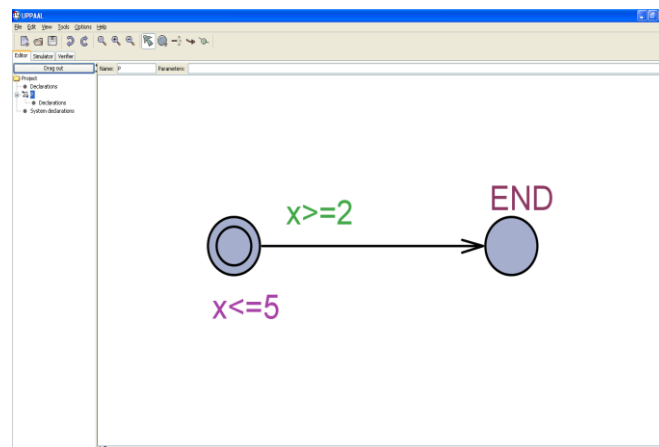 UPPAAL
File Edit View Tools Options Help
Editor Simulator Verifier
Drag out
Name: P Parameters:
Project
Declarations
P
Declarations
System declarations
x>=2
END
x<=5